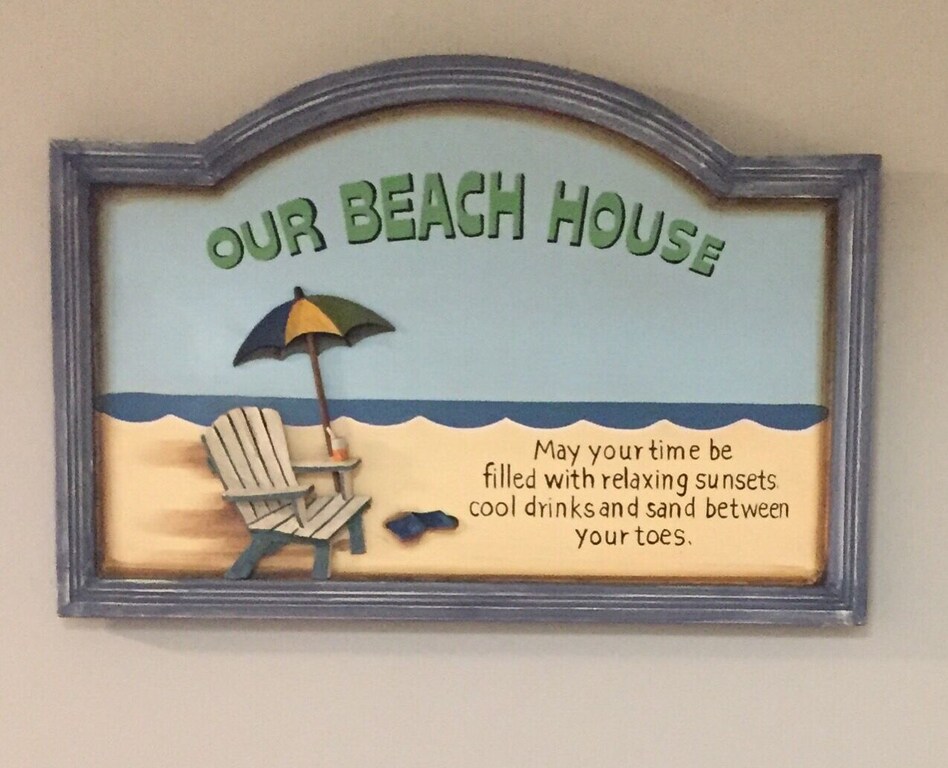 OUR BEACH HOUSE
May your time be
filled with relaxing sunsets
cool drinks and sand between
your toes.